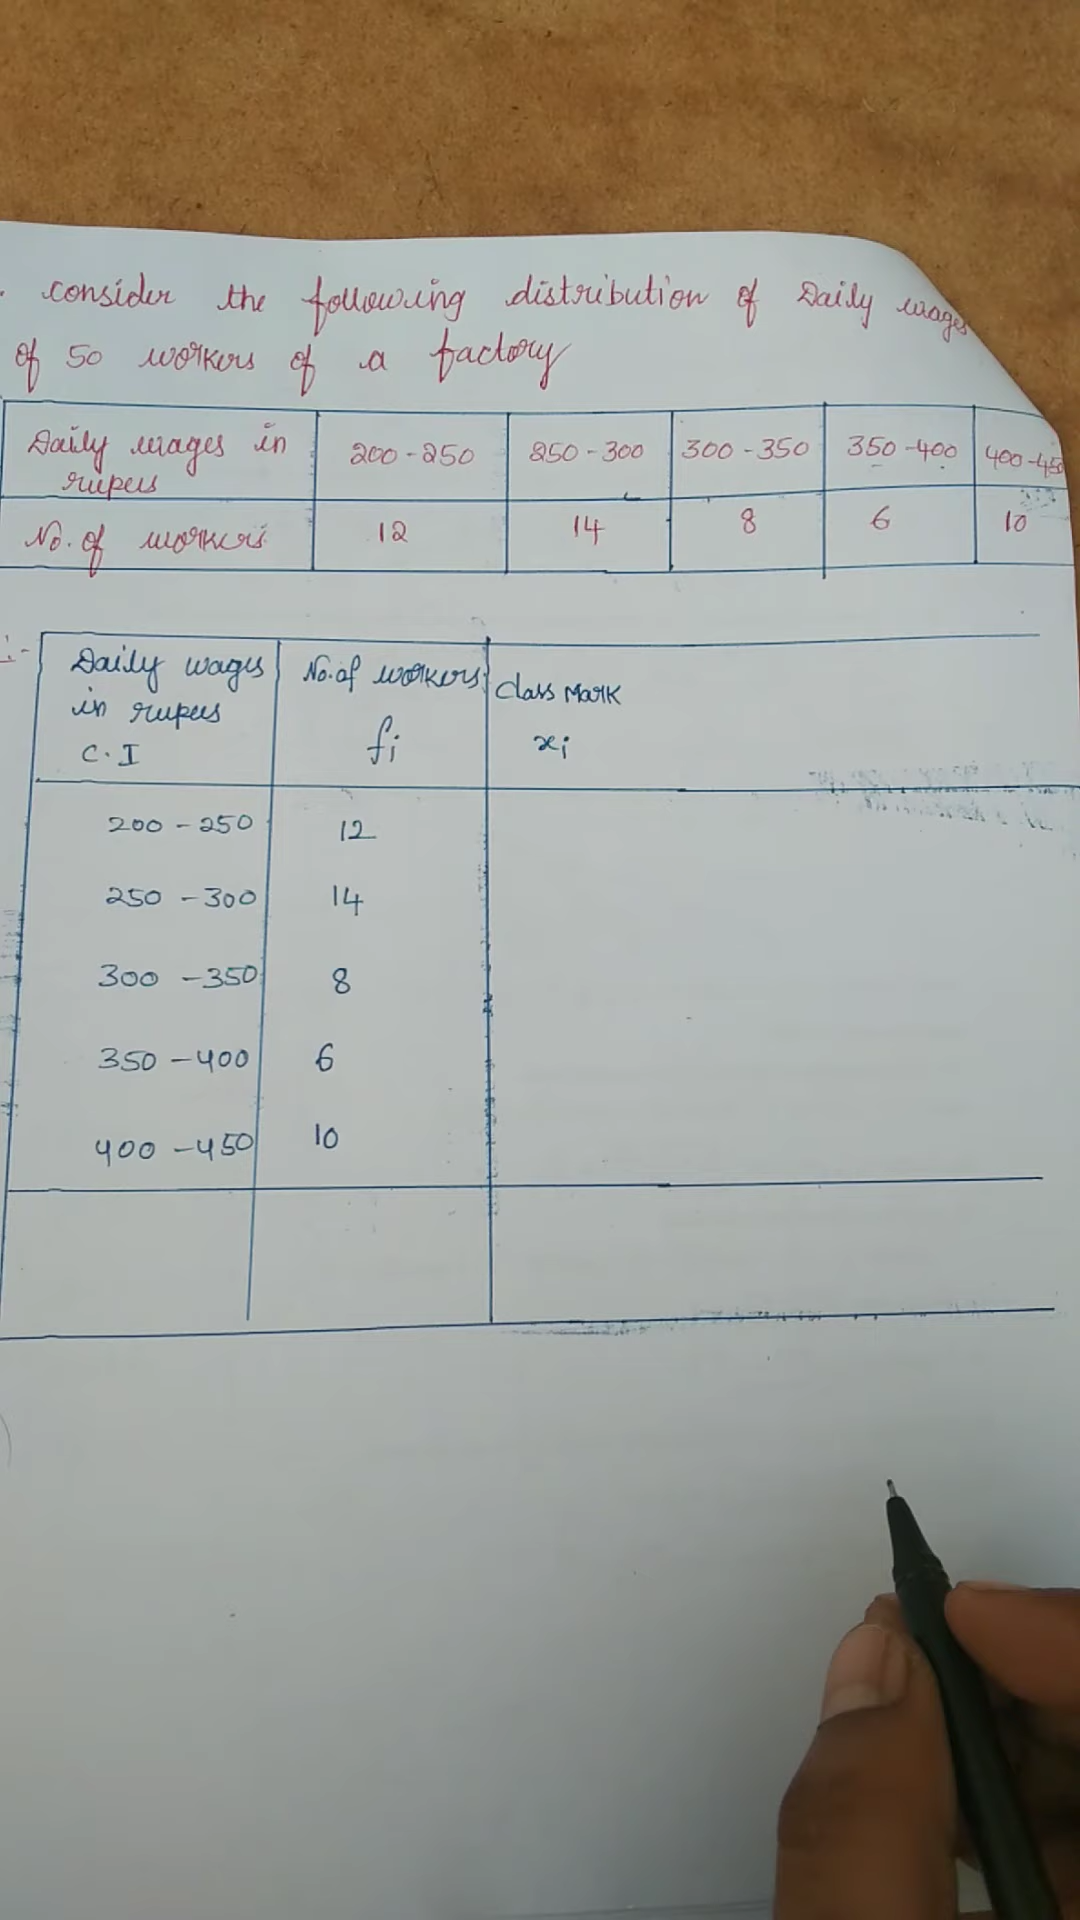 consider the following distribution of Daily wages
of 50 workers of a factory
Daily wages in rupees 200-250 250-300 300-350 350-400 400-450
No. of workers 12 14 8 6 10
:-
Daily wages in rupees C.I No. of workers fi Class Mark xi
200-250 12
250-300 14
300-350 8
350-400 6
400-450 10